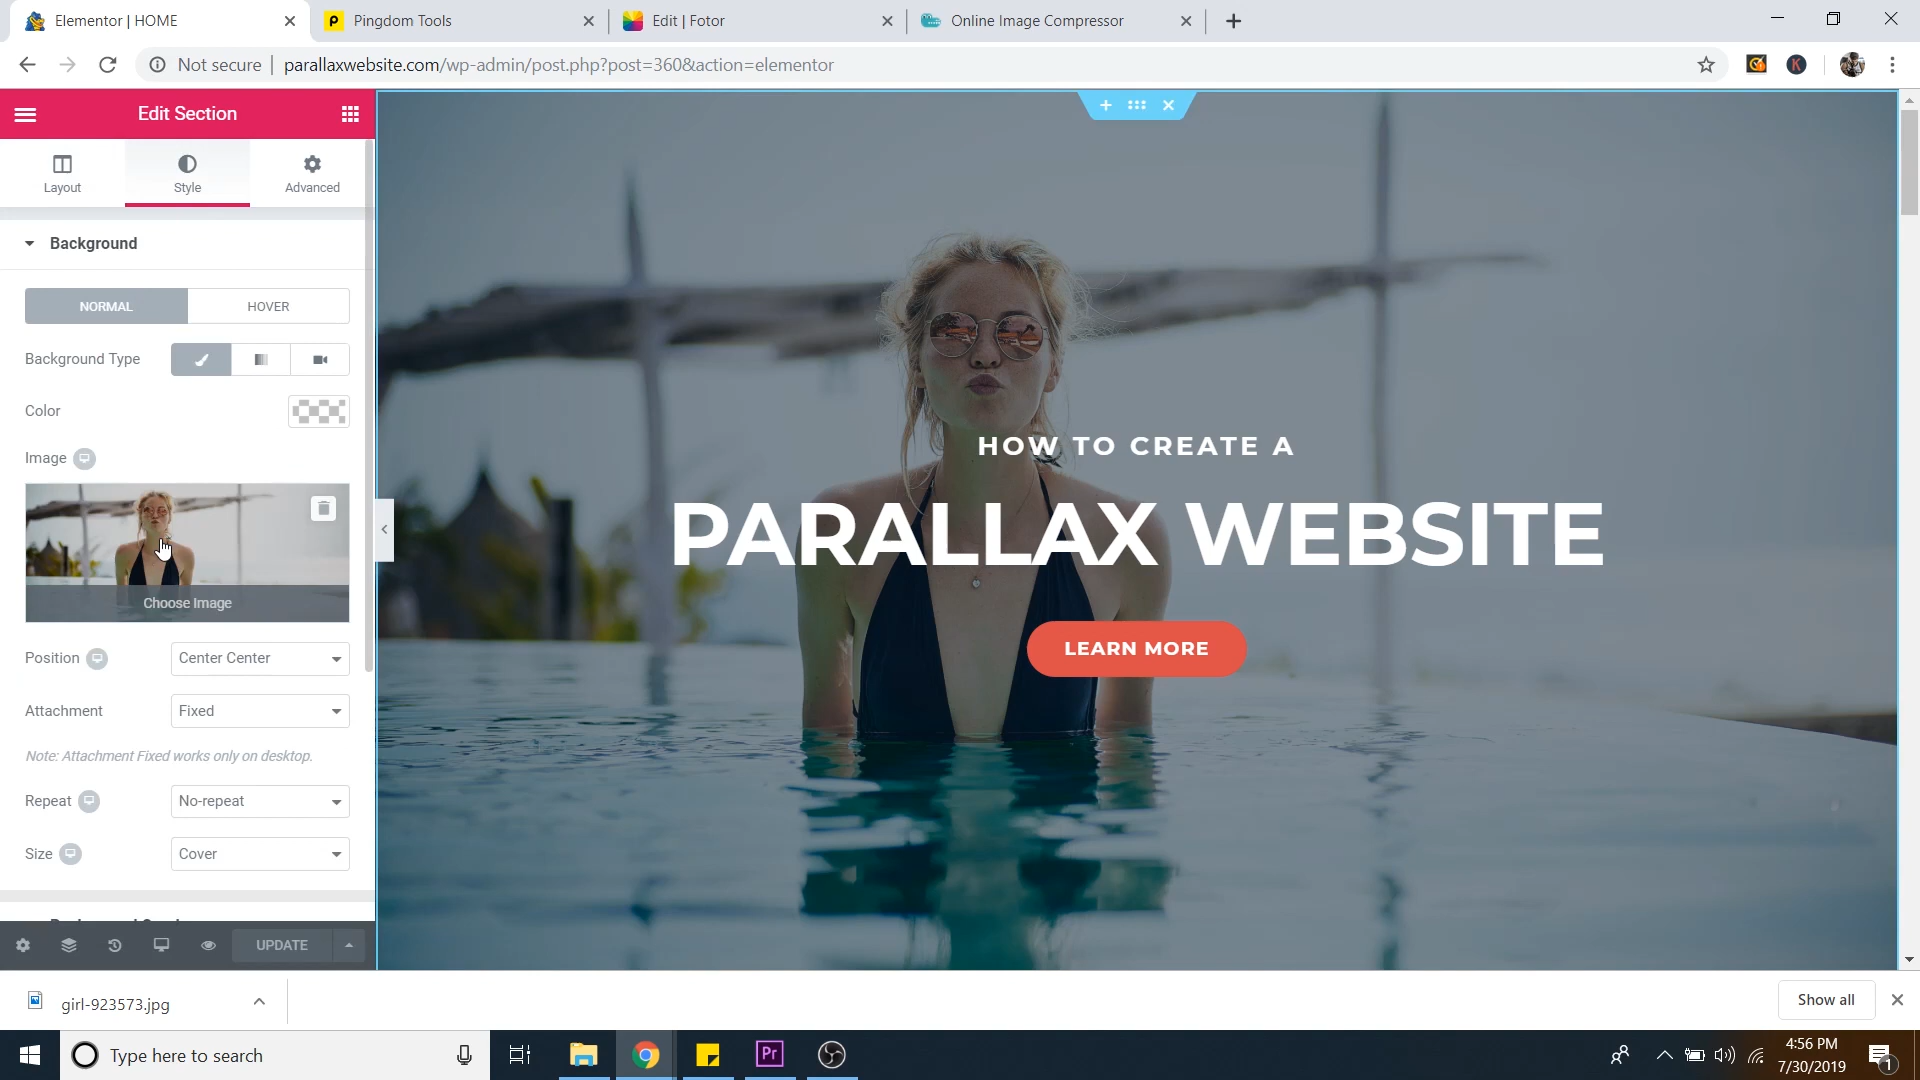 Elementor | HOME
Pingdom Tools
Edit | Fotor
Online Image Compressor
Not secure | parallaxwebsite.com/wp-admin/post.php?post=360&action=elementor
K
Edit Section
Layout
Style
Advanced
Background
NORMAL
HOVER
Background Type
Color
Image
Choose Image
Position
Center Center
Attachment
Fixed
Note: Attachment Fixed works only on desktop.
Repeat
No-repeat
Size
Cover
UPDATE
HOW TO CREATE A
PARALLAX WEBSITE
LEARN MORE
girl-923573.jpg
Show all
Type here to search
Pr
4:56 PM
7/30/2019
1